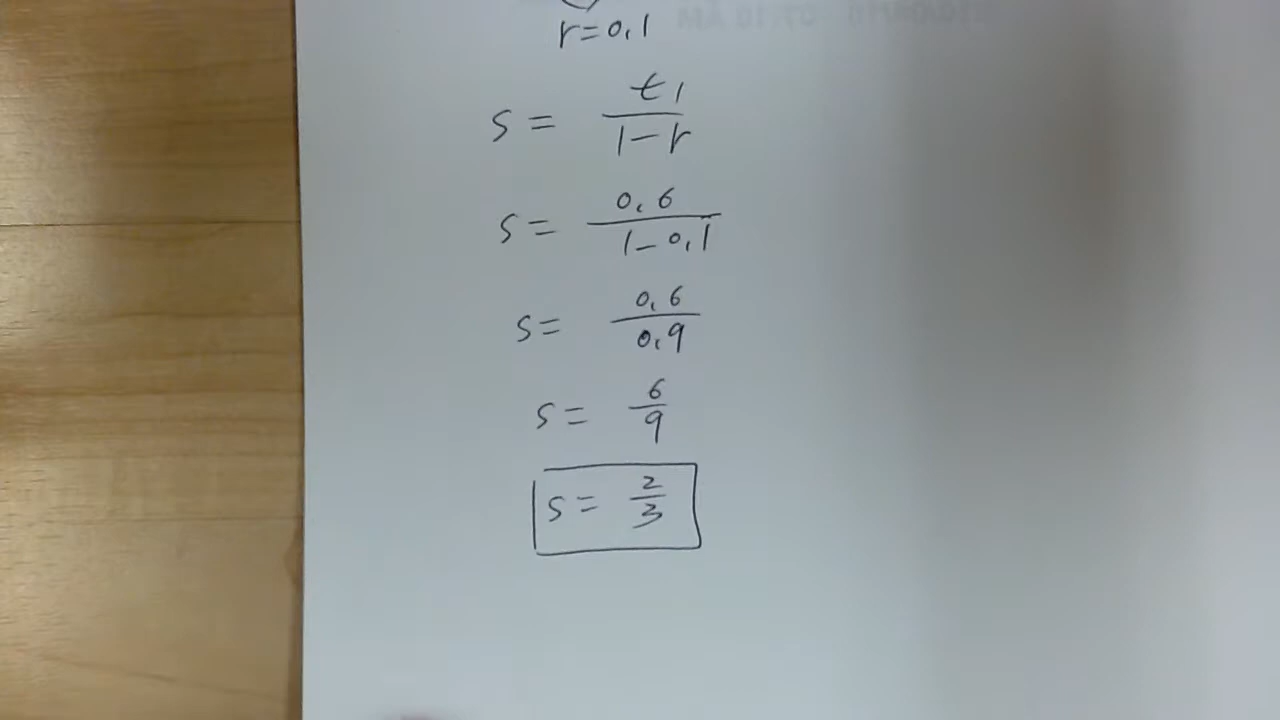 r=0.1
s = t1/(1-r)
s = 0.6/(1-0.1)
s = 0.6/0.9
s = 6/9
s = 2/3